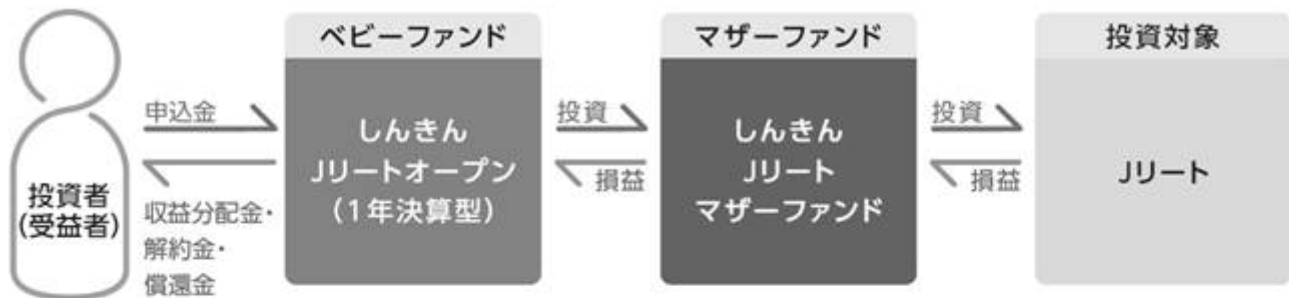 ベビーファンド
マザーファンド
投資対象
申込金
投資
投資
しんきん
Jリートオープン
(1年決算型)
しんきん
Jリート
マザーファンド
Jリート
損益
損益
投資者
(受益者)
収益分配金・
解約金・
償還金